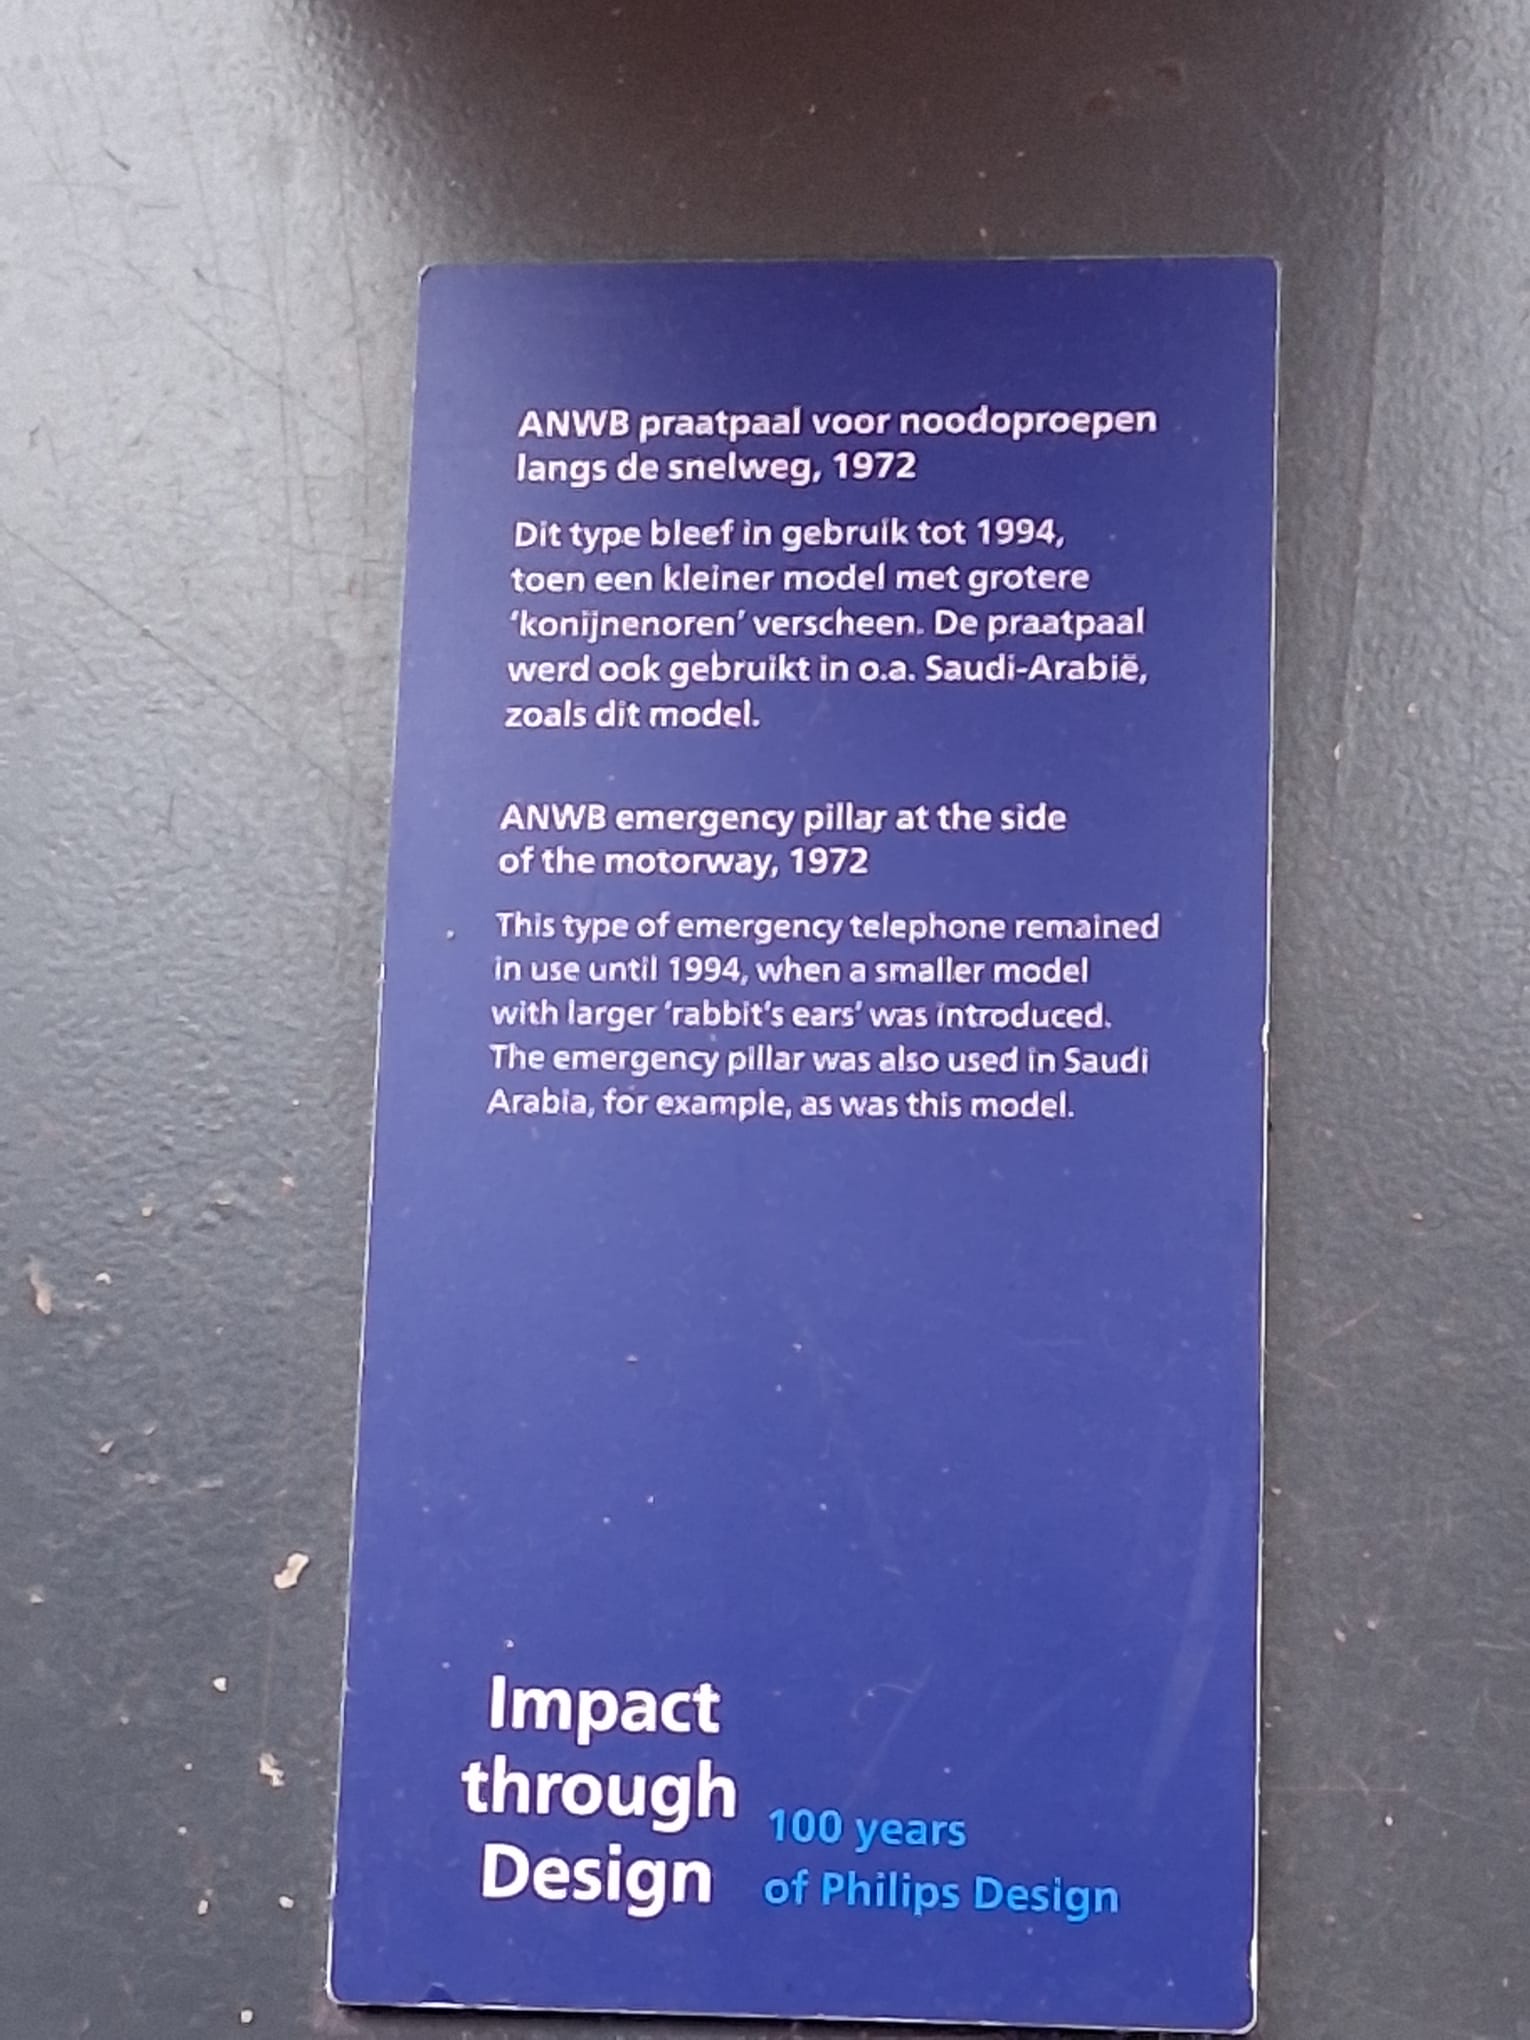 ANWB praatpaal voor noodoproepen
langs de snelweg, 1972
Dit type bleef in gebruik tot 1994,
toen een kleiner model met grotere
‘konijnenoren’ verscheen. De praatpaal
werd ook gebruikt in o.a. Saudi-Arabië,
zoals dit model.
ANWB emergency pillar at the side
of the motorway, 1972
This type of emergency telephone remained
in use until 1994, when a smaller model
with larger ‘rabbit’s ears’ was introduced.
The emergency pillar was also used in Saudi
Arabia, for example, as was this model.
Impact
through
Design
100 years
of Philips Design